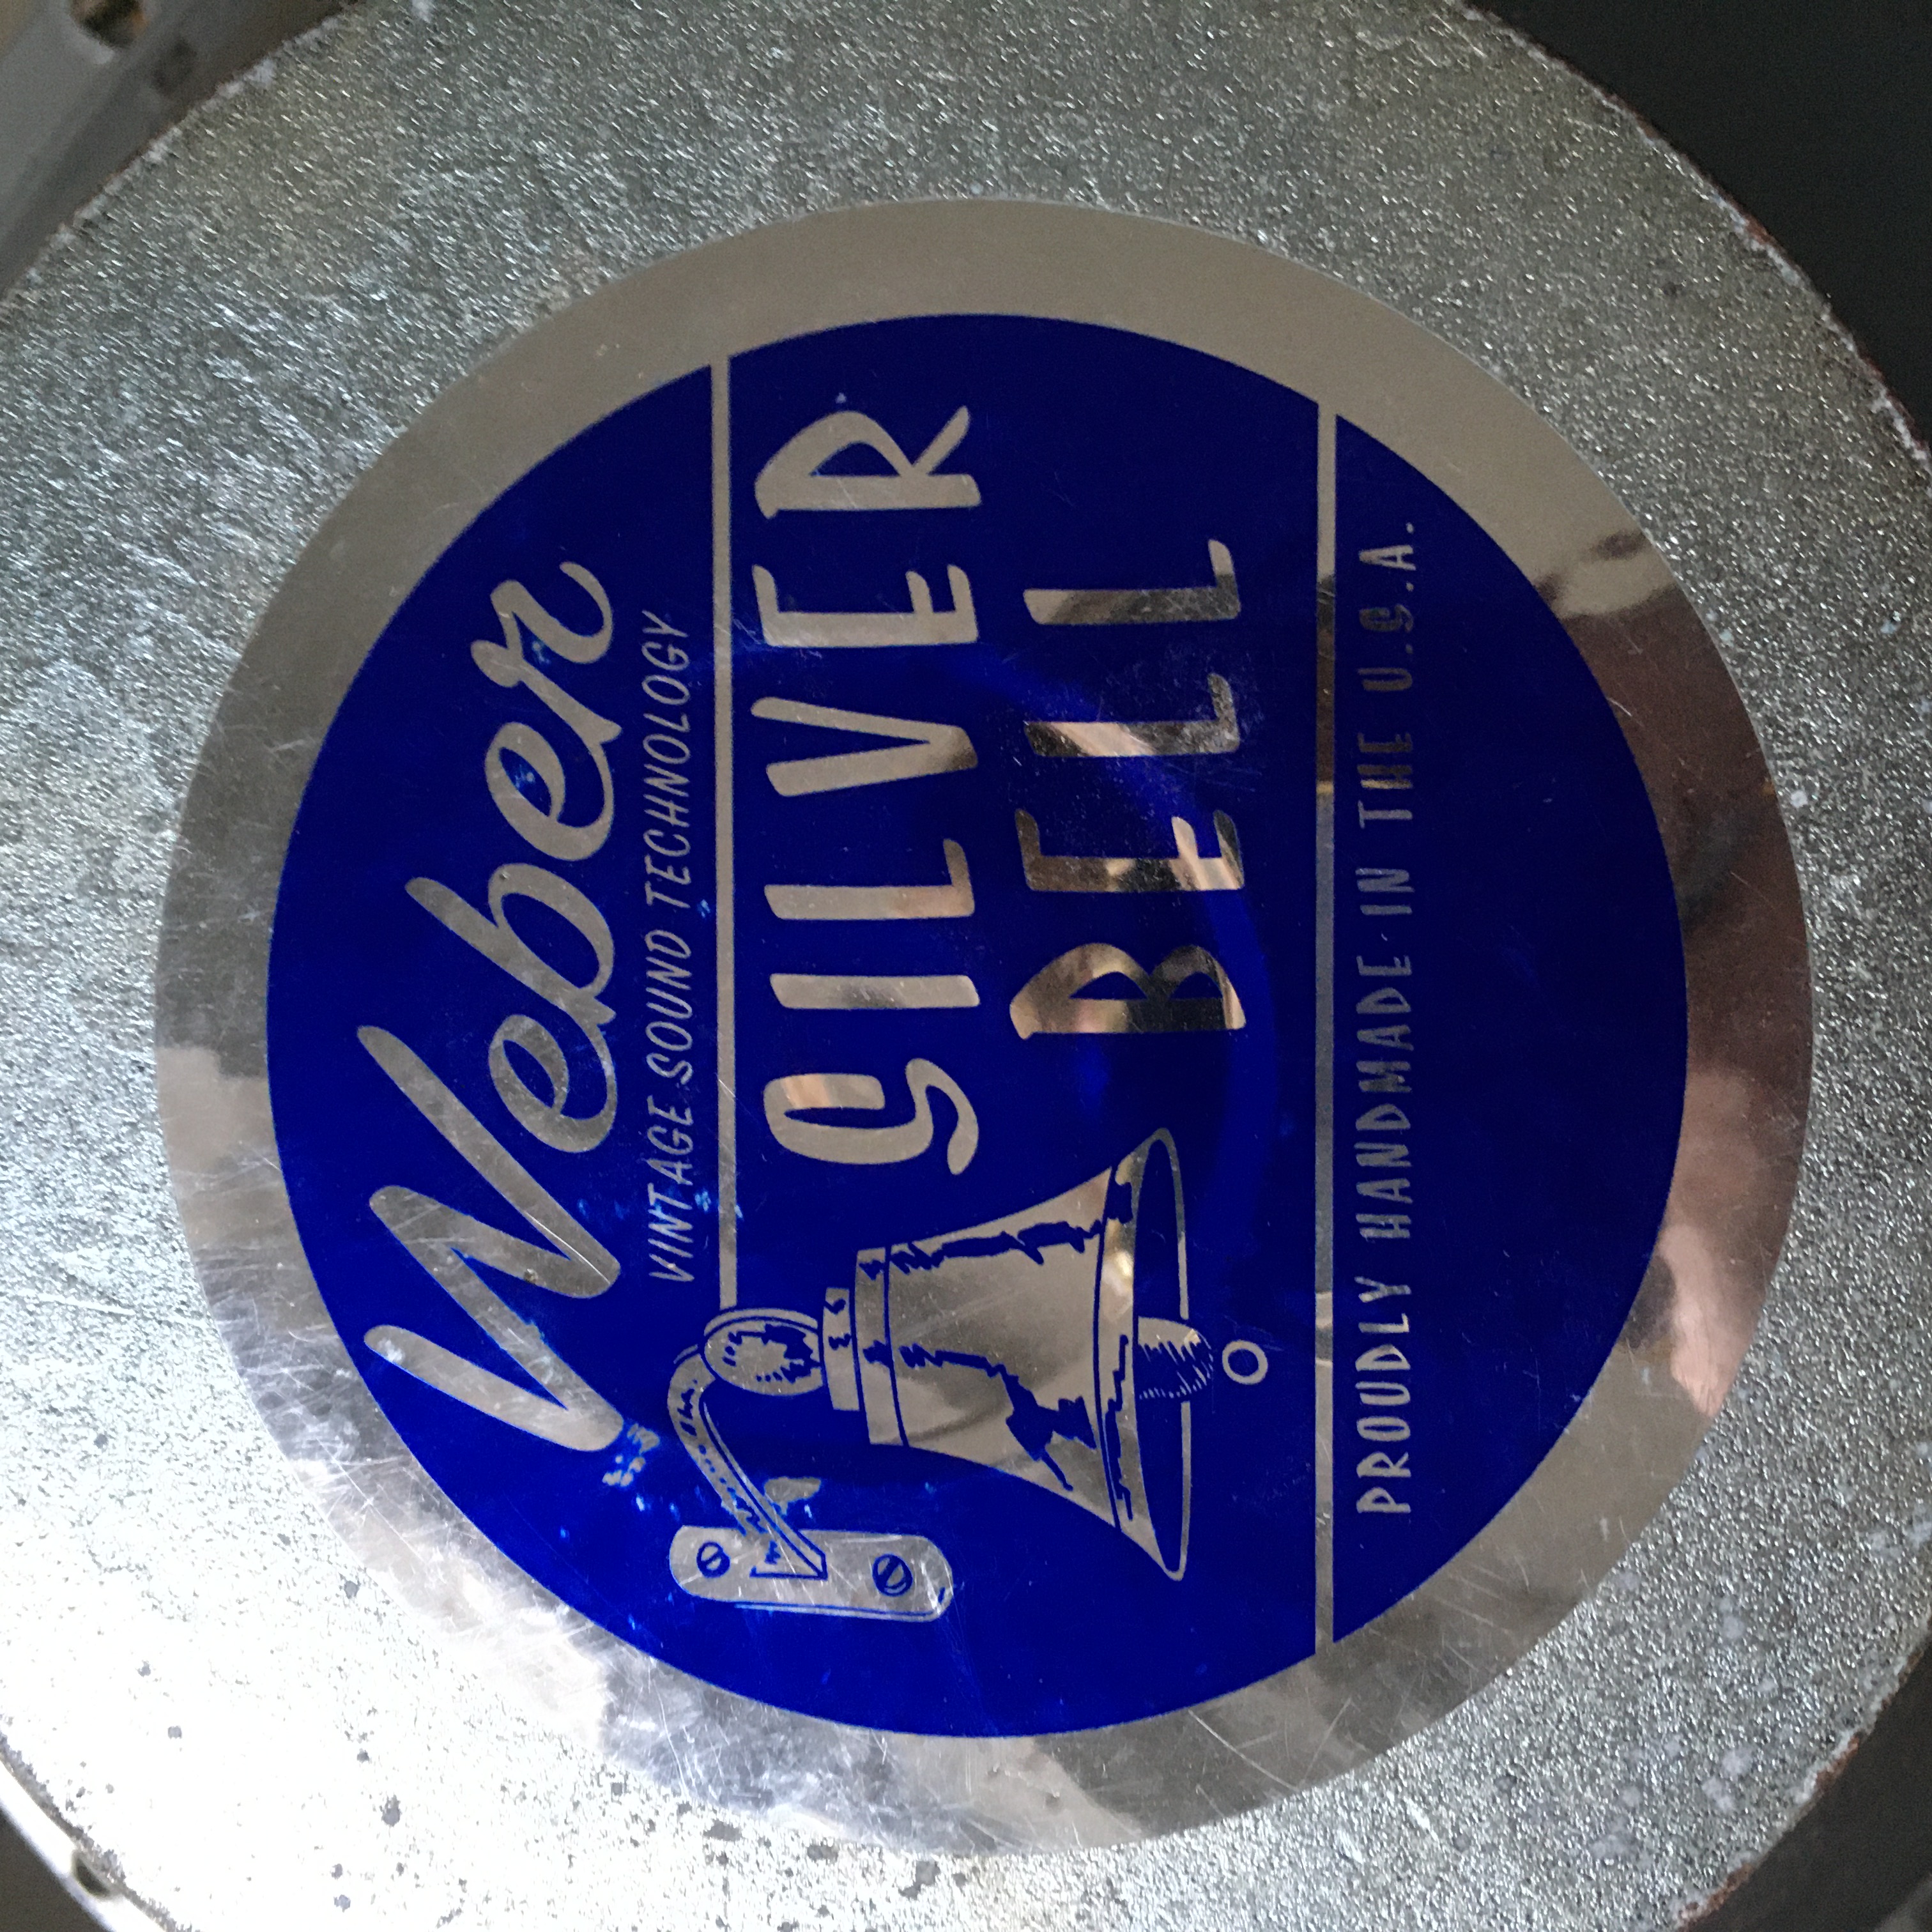 Weber
VINTAGE SOUND TECHNOLOGY
SILVER
BELL
PROUDLY HANDMADE IN THE U.S.A.